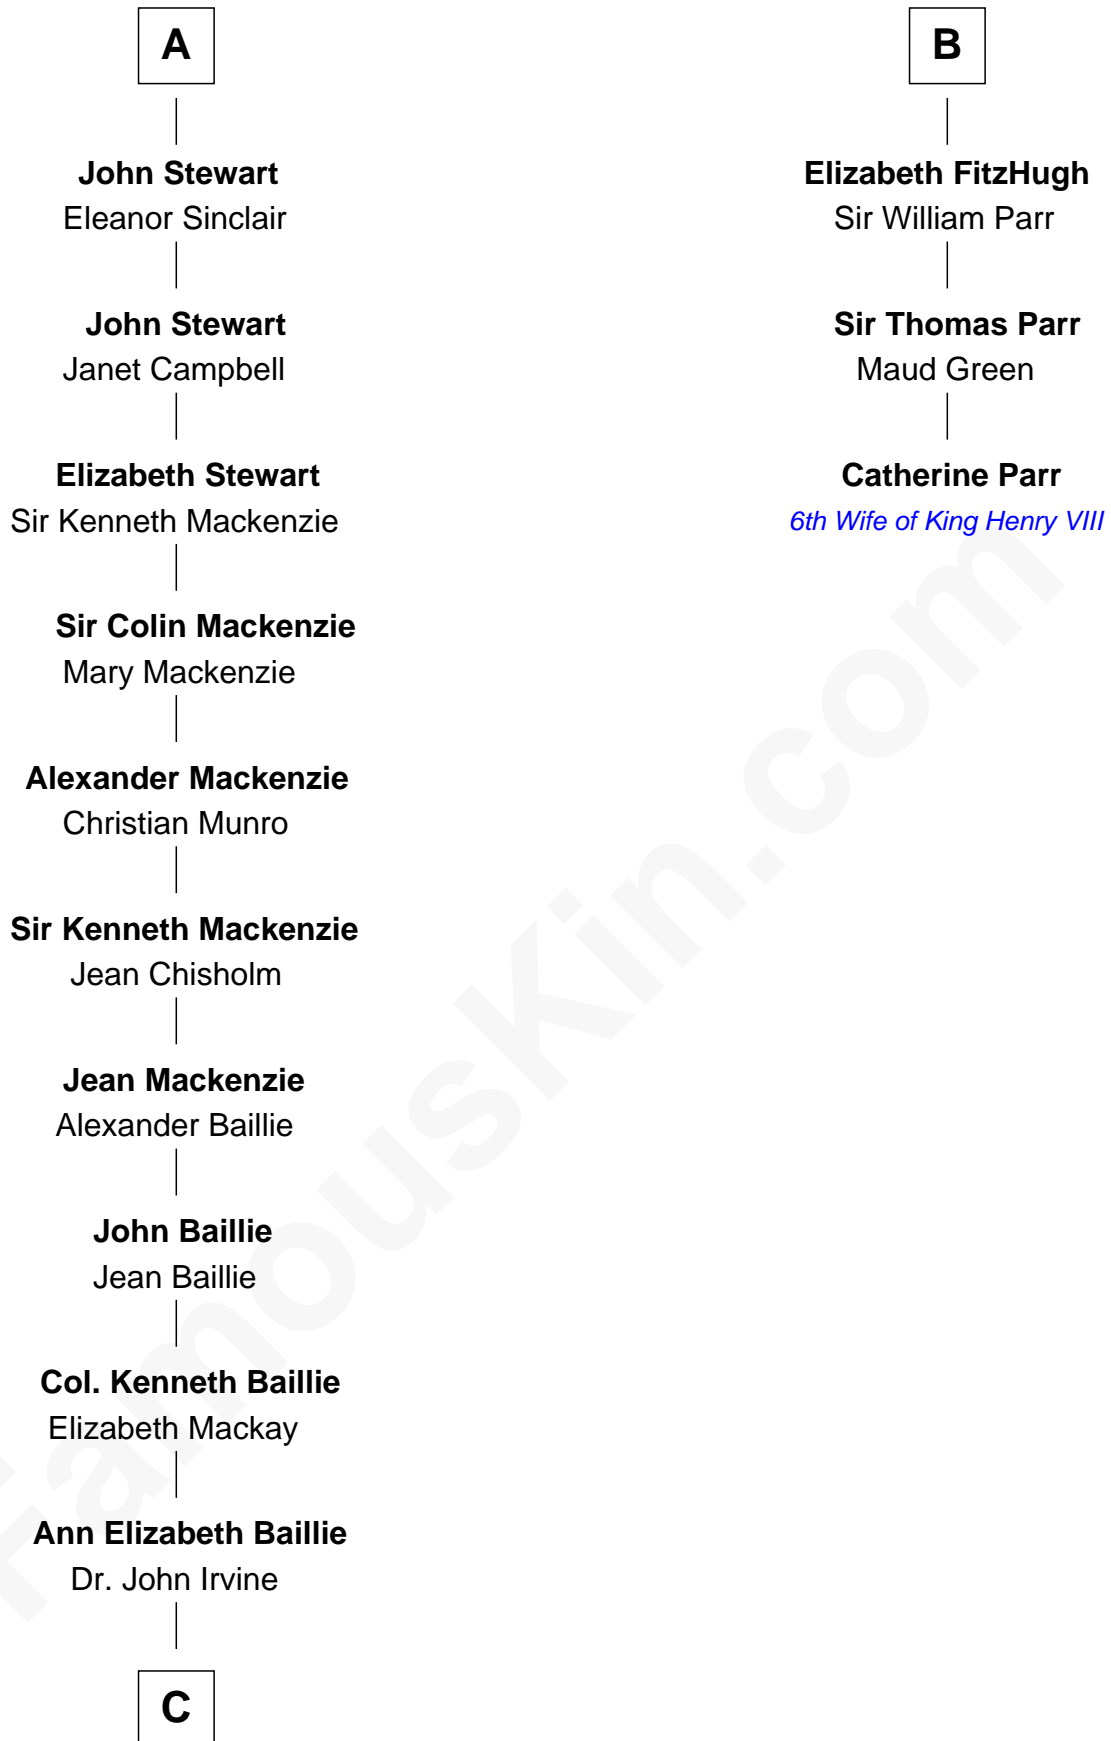 A
John Stewart
Eleanor Sinclair
John Stewart
Janet Campbell
Elizabeth Stewart
Sir Kenneth Mackenzie
Sir Colin Mackenzie
Mary Mackenzie
Alexander Mackenzie
Christian Munro
Sir Kenneth Mackenzie
Jean Chisholm
Jean Mackenzie
Alexander Baillie
John Baillie
Jean Baillie
Col. Kenneth Baillie
Elizabeth Mackay
Ann Elizabeth Baillie
Dr. John Irvine
C
B
Elizabeth FitzHugh
Sir William Parr
Sir Thomas Parr
Maud Green
Catherine Parr
6th Wife of King Henry VIII
FamousKin.com